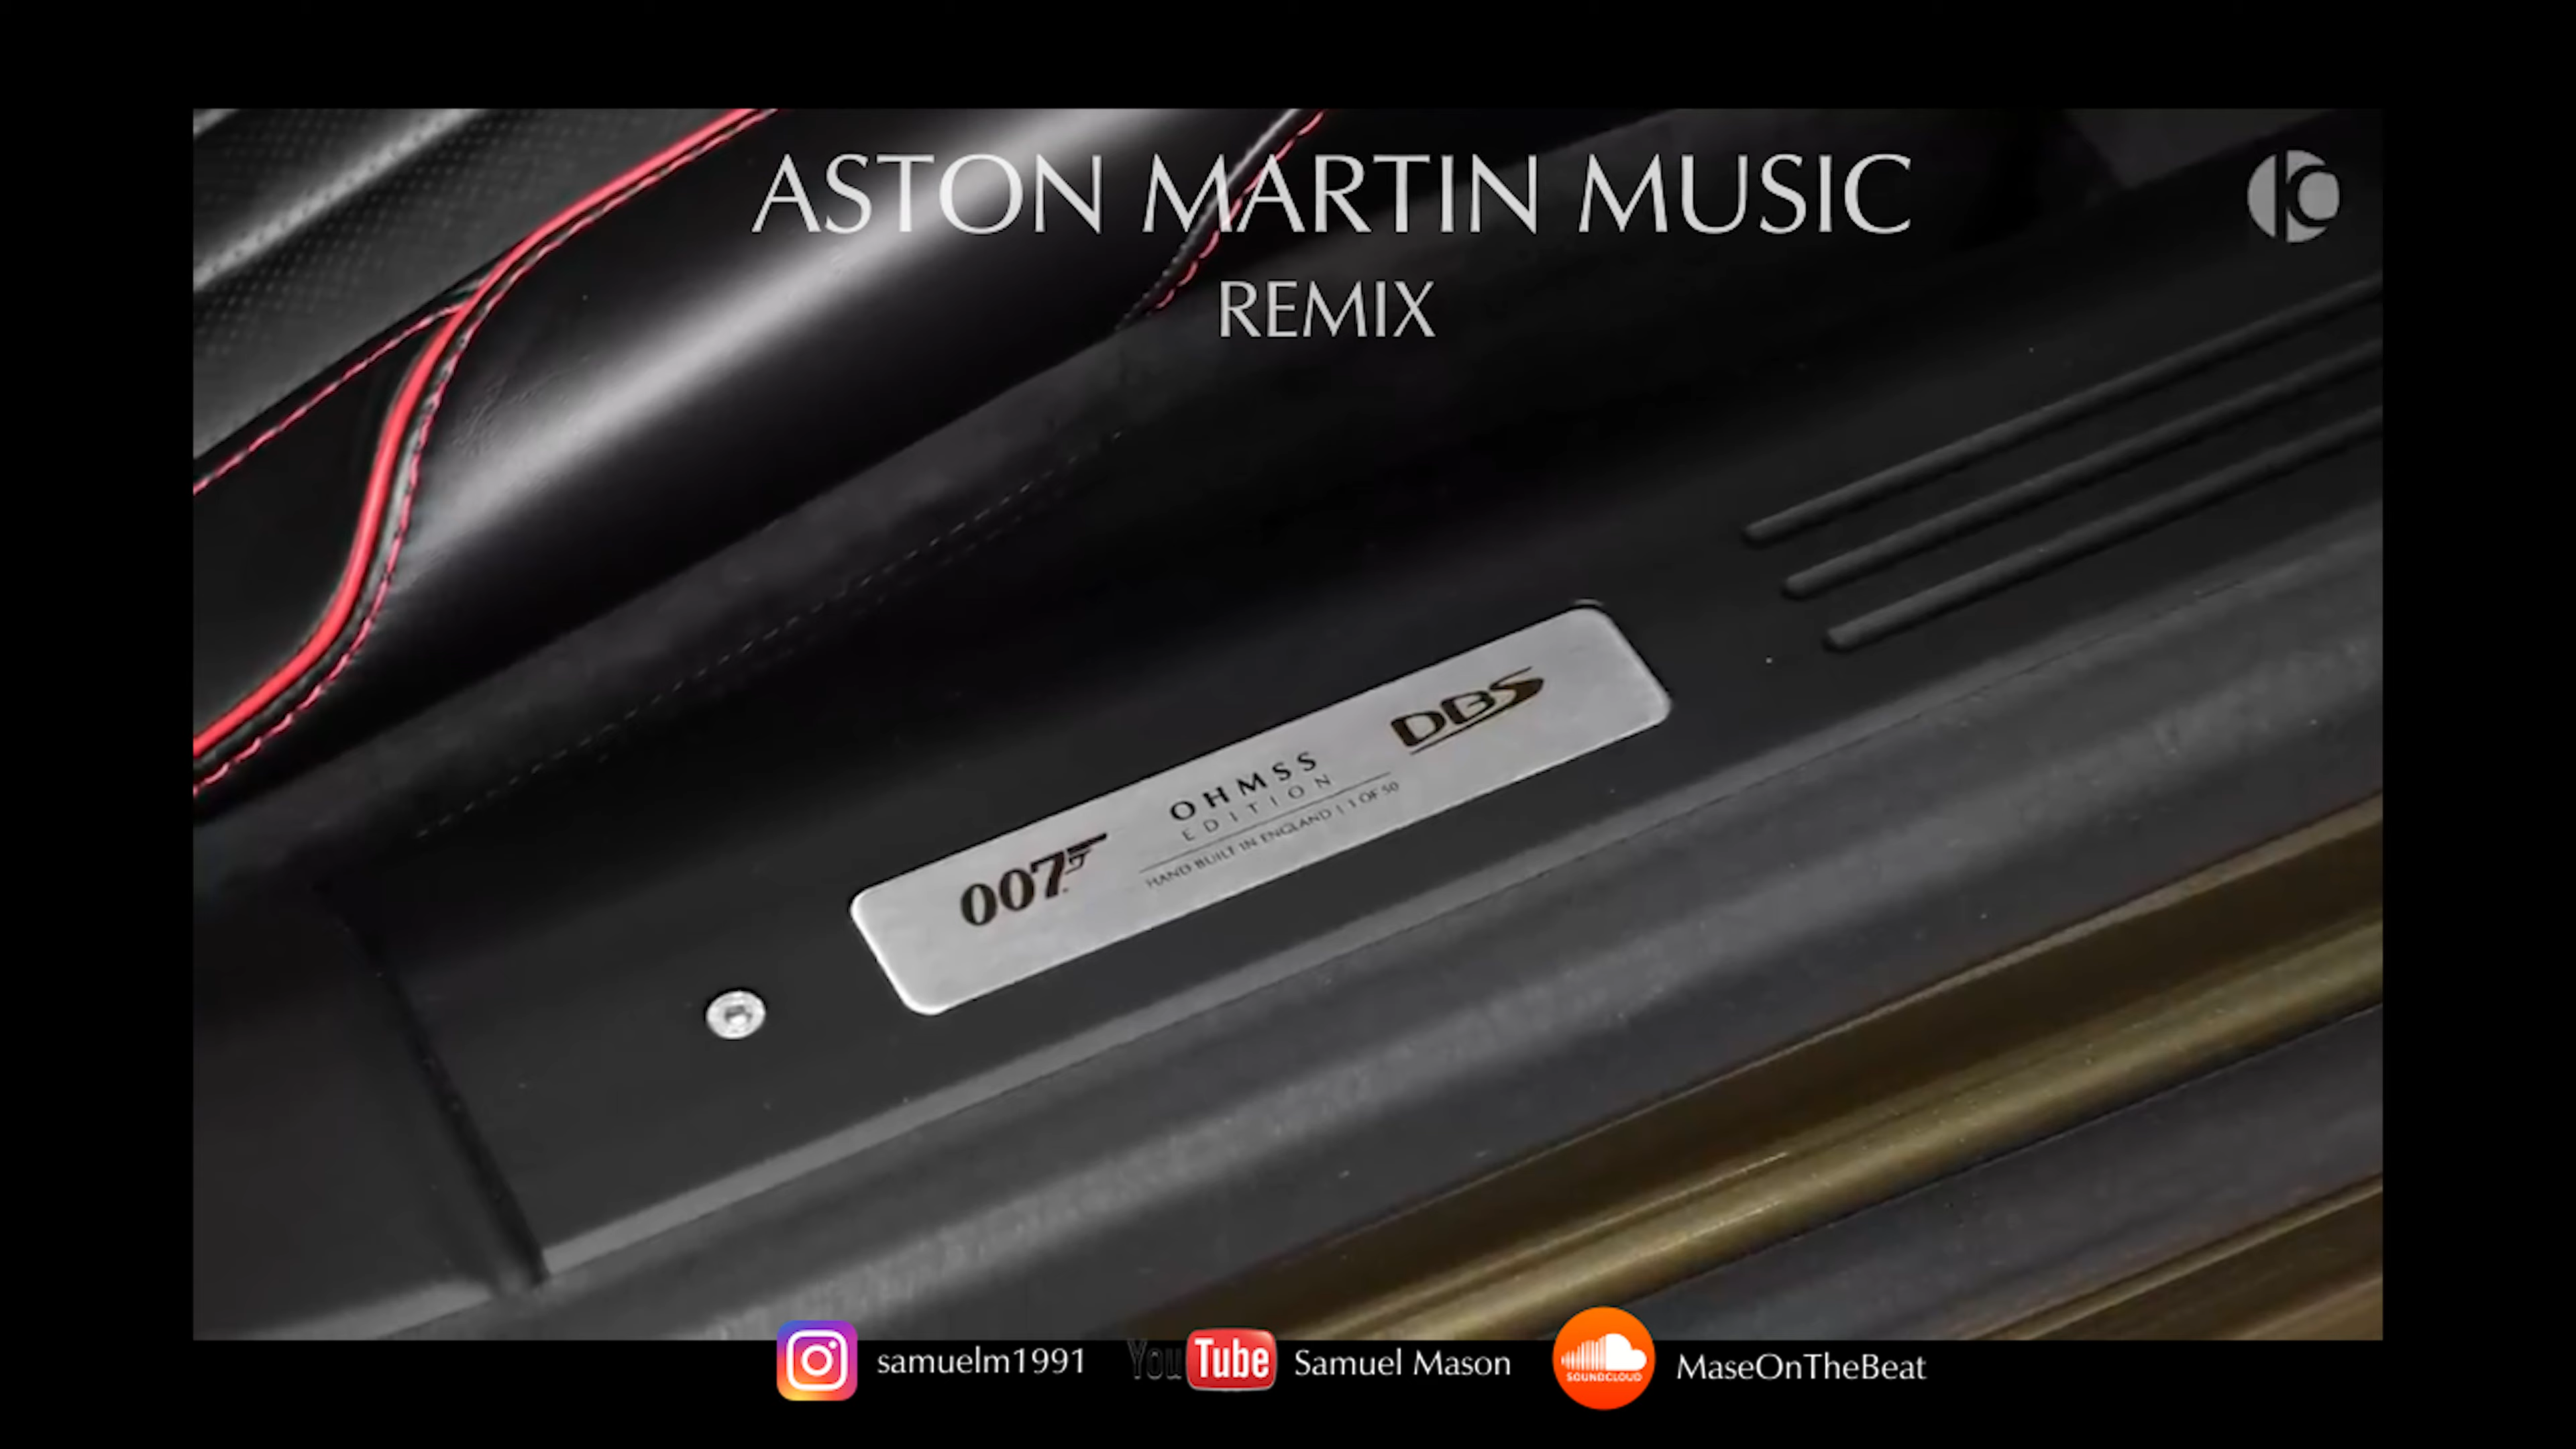 ASTON MARTIN MUSIC
REMIX
007
OHMSS
EDITION
HAND BUILT IN ENGLAND | 1 OF 50
DBS
samuelm1991
YouTube
Samuel Mason
SOUNDCLOUD
MaseOnTheBeat